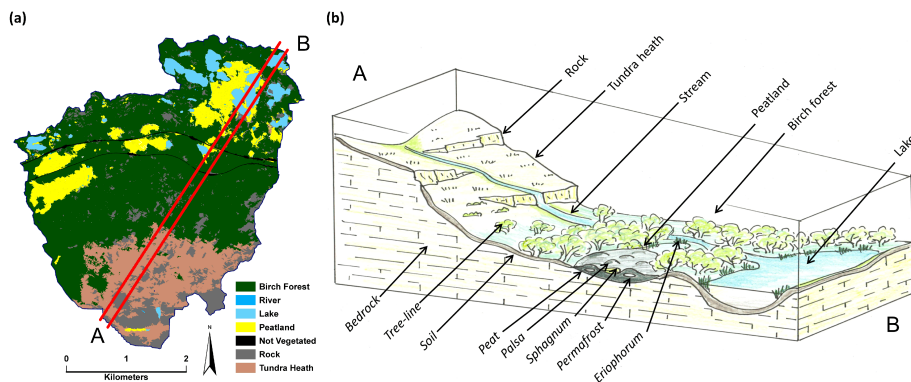 (a)
B
A
Birch Forest
River
Lake
Peatland
Not Vegetated
Rock
Tundra Heath
N
0 1 2
Kilometers
(b)
A
Rock
Tundra heath
Stream
Peatland
Birch forest
Lake
Bedrock
Tree-line
Soil
Peat
Palsa
Sphagnum
Permafrost
Eriophorum
B